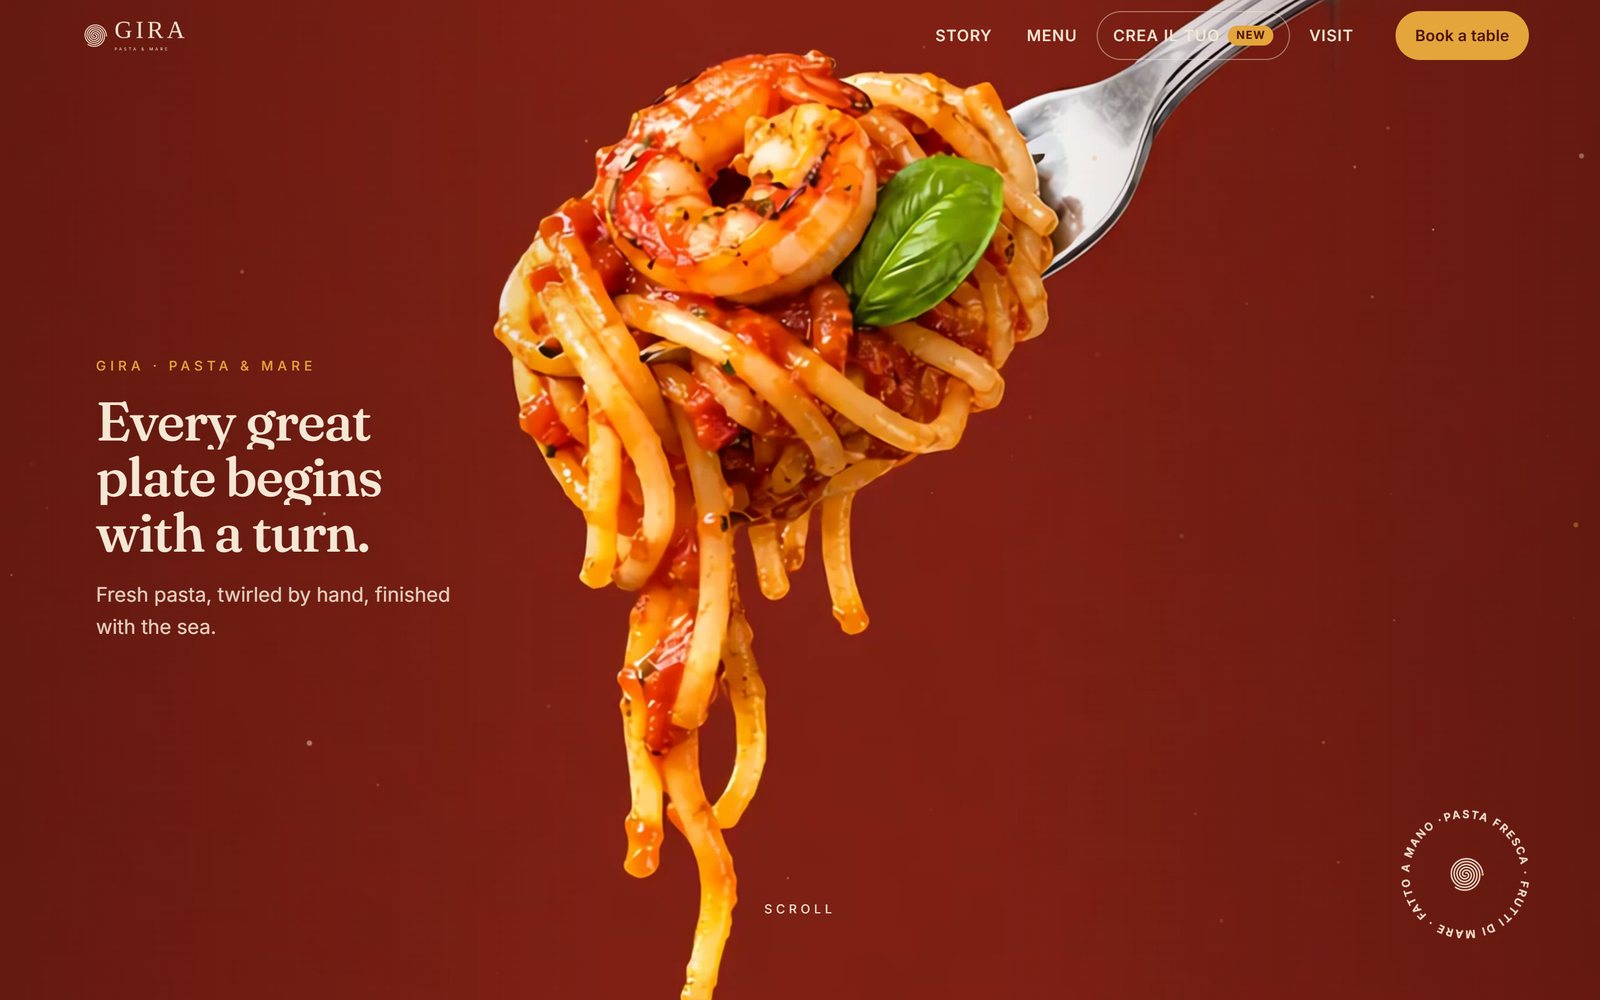 GIRA
PASTA & MARE
STORY
MENU
CREA IL TUO NEW
VISIT
Book a table
GIRA · PASTA & MARE
Every great
plate begins
with a turn.
Fresh pasta, twirled by hand, finished
with the sea.
SCROLL
PASTA FRESCA · FRUTTI DI MARE · FATTO A MANO ·